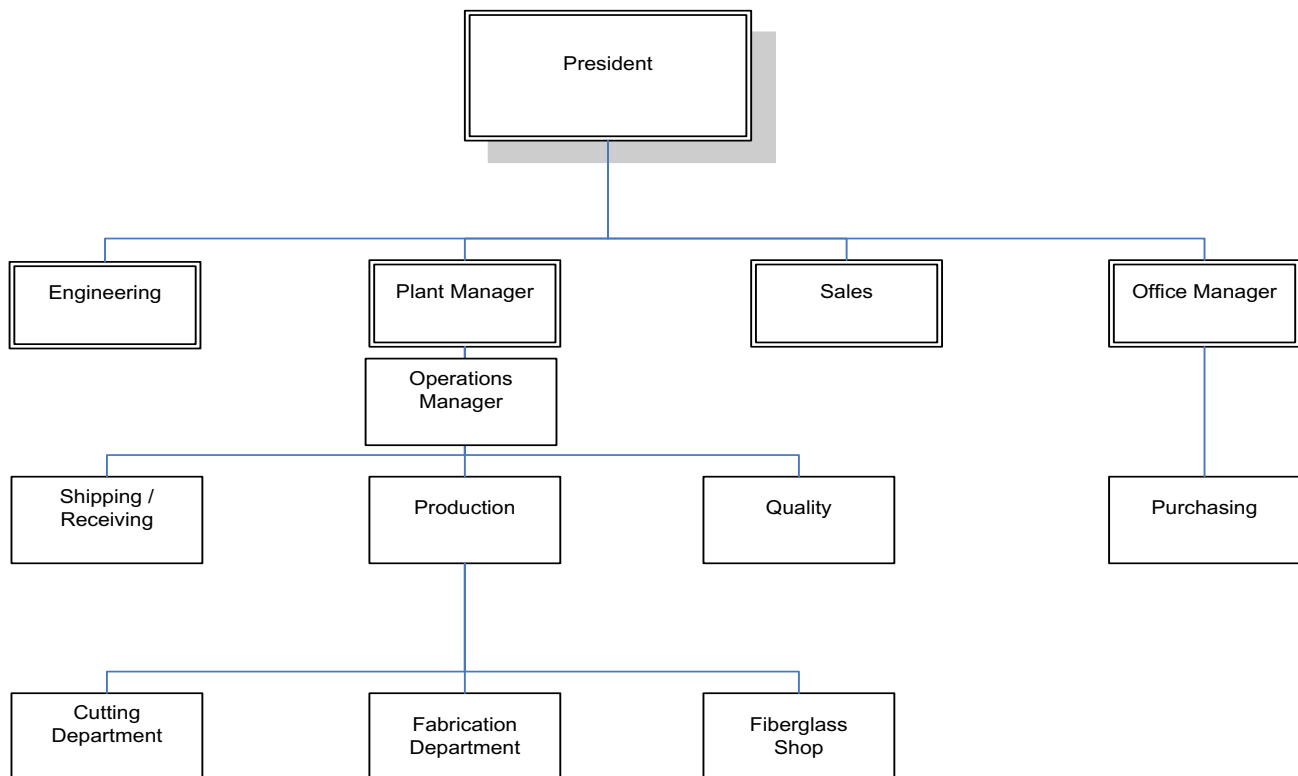 President
Engineering
Plant Manager
Sales
Office Manager
Operations
Manager
Shipping /
Receiving
Production
Quality
Purchasing
Cutting
Department
Fabrication
Department
Fiberglass
Shop